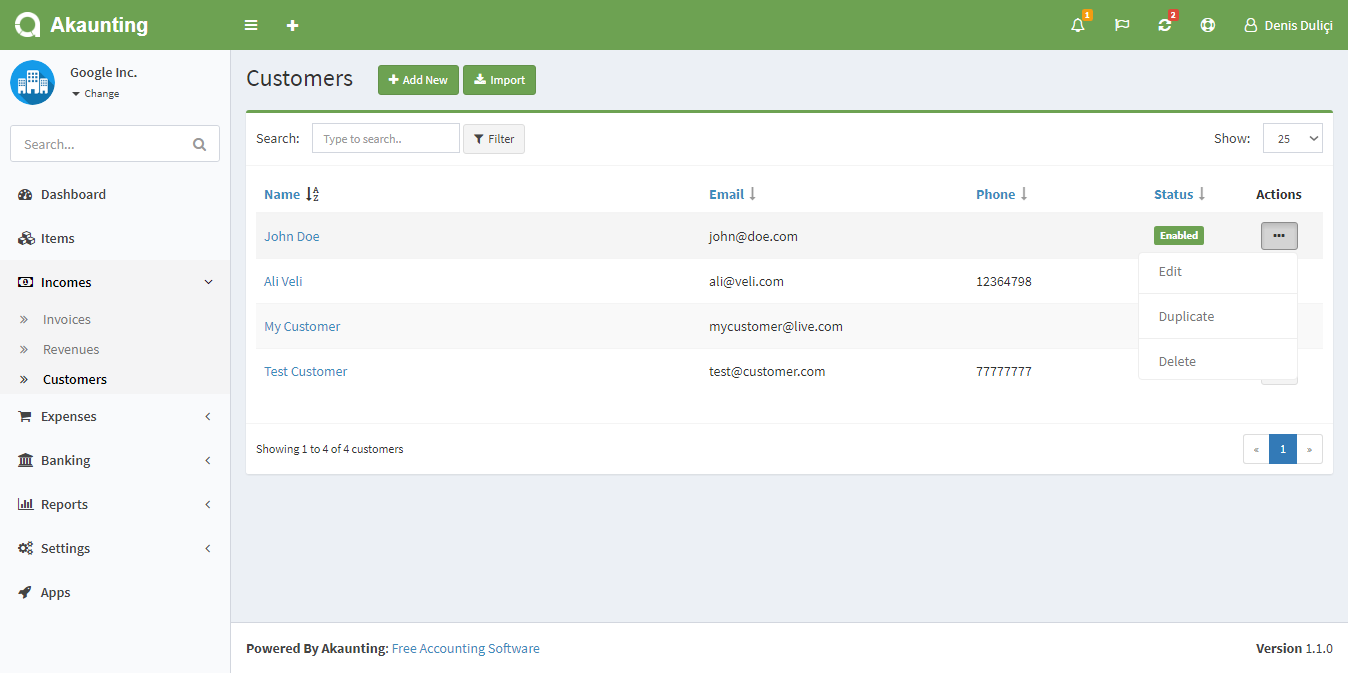 Akaunting
1
2
Denis Duliçi
Google Inc.
Change
Search...
Dashboard
Items
Incomes
Invoices
Revenues
Customers
Expenses
Banking
Reports
Settings
Apps
Customers
Add New
Import
Search:
Type to search..
Filter
Show:
25
Name Email Phone Status Actions
John Doe john@doe.com Enabled
Ali Veli ali@veli.com 12364798
My Customer mycustomer@live.com
Test Customer test@customer.com 77777777
Edit
Duplicate
Delete
Showing 1 to 4 of 4 customers
« 1 »
Powered By Akaunting: Free Accounting Software
Version 1.1.0